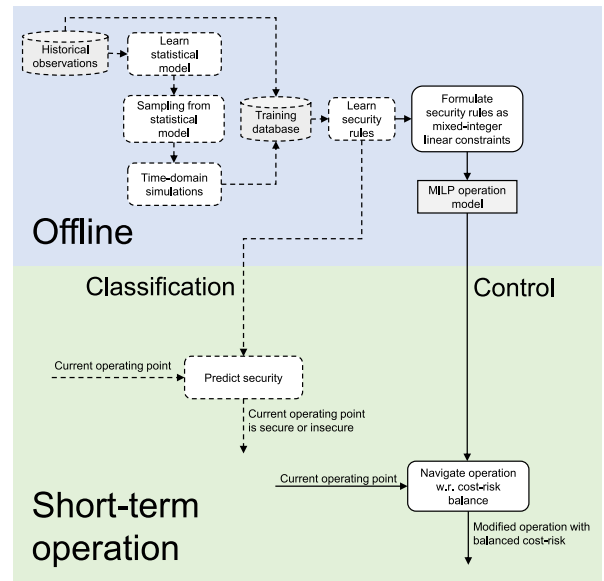 Historical
observations
Learn
statistical
model
Sampling from
statistical
model
Time-domain
simulations
Training
database
Learn
security
rules
Formulate
security rules as
mixed-integer
linear constraints
MILP operation
model
Offline
Classification
Control
Current operating point
Predict security
Current operating point
is secure or insecure
Current operating point
Navigate operation
w.r. cost-risk
balance
Modified operation with
balanced cost-risk
Short-term
operation